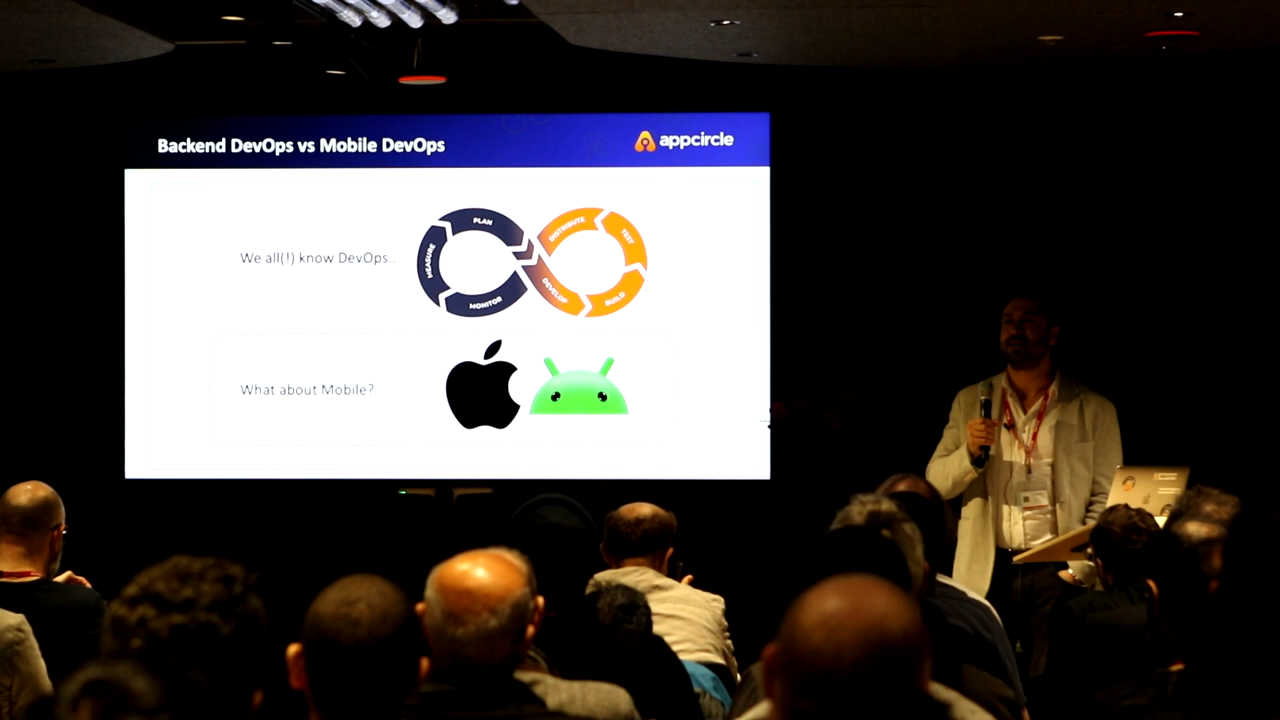 Backend DevOps vs Mobile DevOps
appcircle
We all(!) know DevOps..
PLAN
DISTRIBUTE
TEST
MEASURE
MONITOR
DEVELOP
BUILD
What about Mobile?